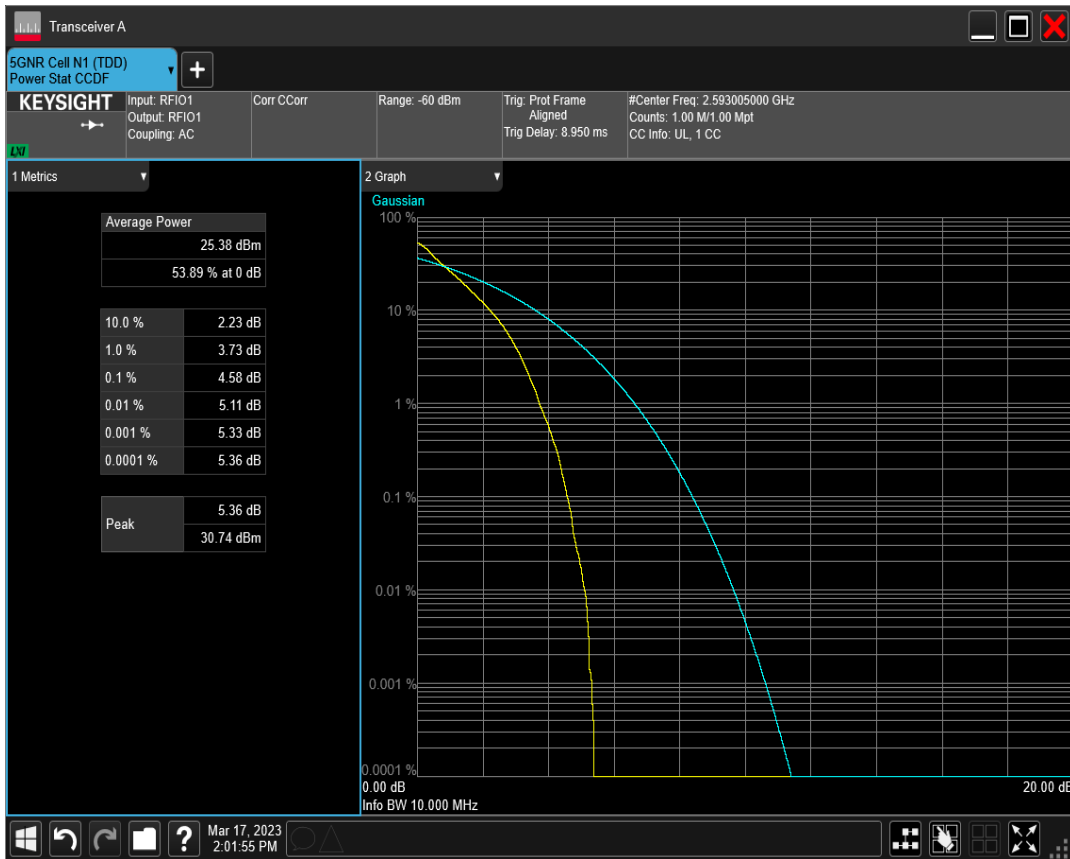 Transceiver A
5GNR Cell N1 (TDD)
Power Stat CCDF
+
KEYSIGHT
LXI
Input: RFIO1
Output: RFIO1
Coupling: AC
Corr CCorr
Range: -60 dBm
Trig: Prot Frame
Aligned
Trig Delay: 8.950 ms
#Center Freq: 2.593005000 GHz
Counts: 1.00 M/1.00 Mpt
CC Info: UL, 1 CC
1 Metrics
Average Power
25.38 dBm
53.89 % at 0 dB
10.0 % 2.23 dB
1.0 % 3.73 dB
0.1 % 4.58 dB
0.01 % 5.11 dB
0.001 % 5.33 dB
0.0001 % 5.36 dB
Peak
5.36 dB
30.74 dBm
2 Graph
Gaussian
100 %
10 %
1 %
0.1 %
0.01 %
0.001 %
0.0001 %
0.00 dB 20.00 dB
Info BW 10.000 MHz
?
Mar 17, 2023
2:01:55 PM